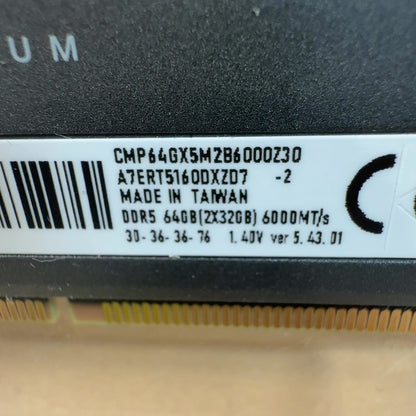 UM
CMP64GX5M2B6000Z30
A7ERT5160DXZD7 -2
MADE IN TAIWAN
DDR5 64GB(2X32GB) 6000MT/s
30-36-36-76 1.40V ver 5.43.01
CE